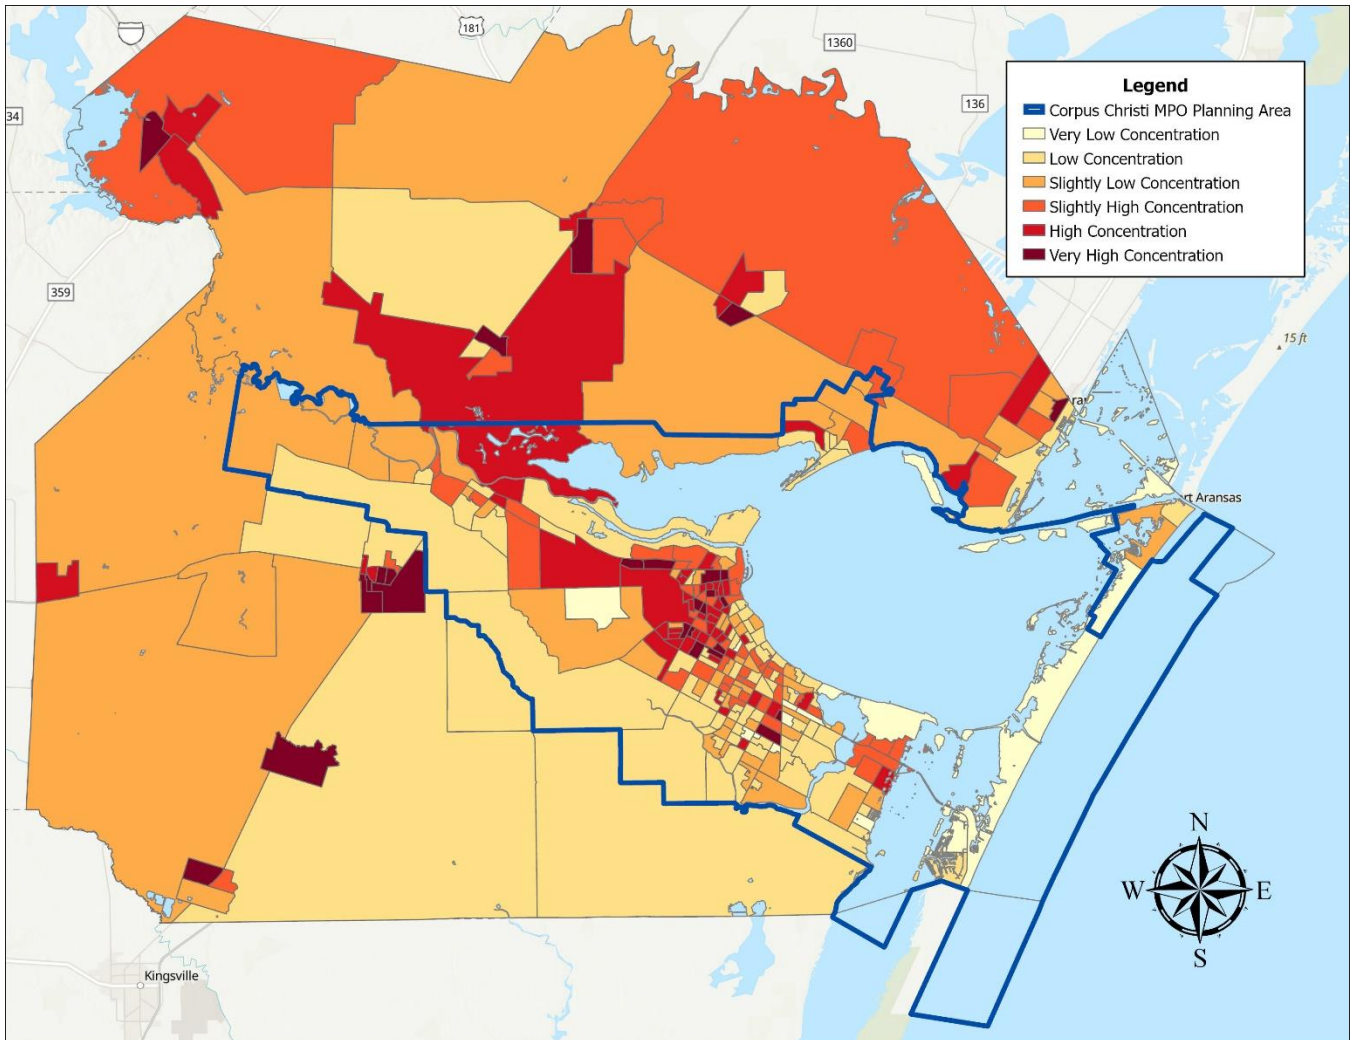 181
1360
34
136
Legend
Corpus Christi MPO Planning Area
Very Low Concentration
Low Concentration
Slightly Low Concentration
Slightly High Concentration
High Concentration
Very High Concentration
359
15 ft
rt Aransas
N
W E
S
Kingsville